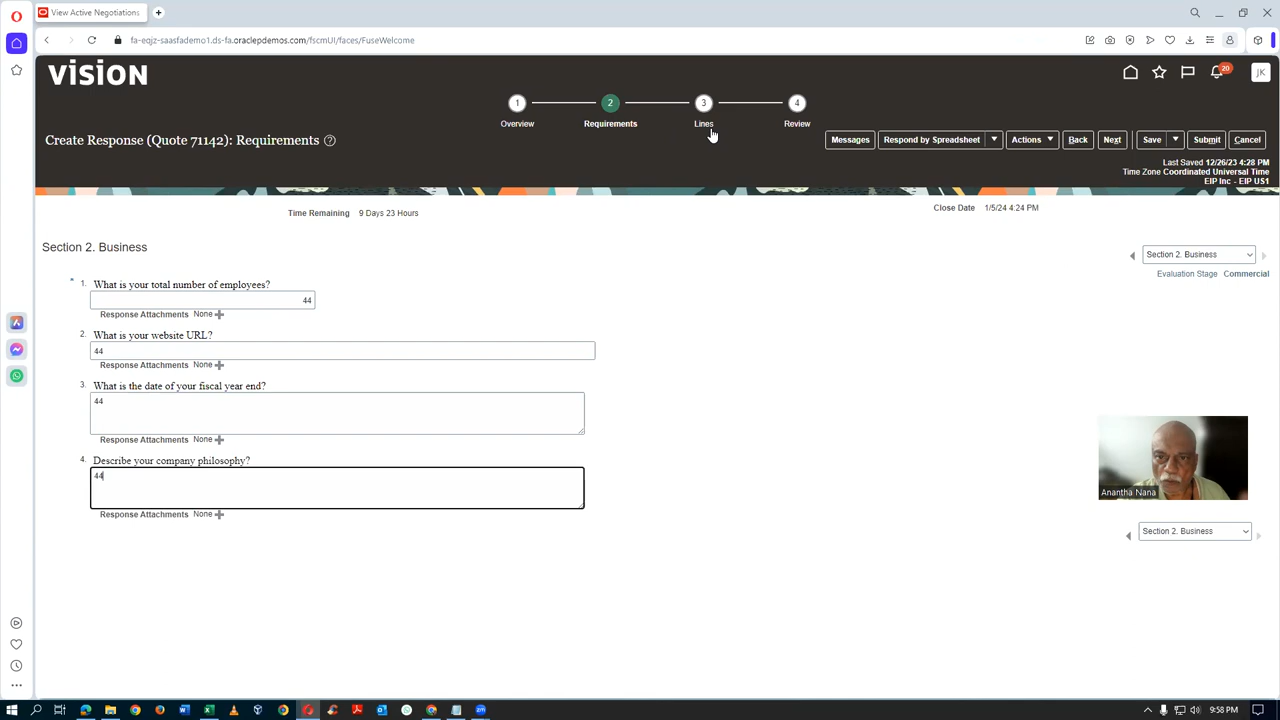 View Active Negotiations
fa-eqjz-saasfademo1.ds-fa.oraclepdemos.com/fscmUI/faces/FuseWelcome
vision
20
JK
1 2 3 4
Overview Requirements Lines Review
Create Response (Quote 71142): Requirements ?
Messages Respond by Spreadsheet Actions Back Next Save Submit Cancel
Last Saved 12/26/23 4:28 PM
Time Zone Coordinated Universal Time
EIP Inc - EIP US1
Time Remaining 9 Days 23 Hours
Close Date 1/5/24 4:24 PM
Section 2. Business
Section 2. Business
Evaluation Stage Commercial
* 1. What is your total number of employees?
44
Response Attachments None
2. What is your website URL?
44
Response Attachments None
3. What is the date of your fiscal year end?
44
Response Attachments None
4. Describe your company philosophy?
44
Response Attachments None
Anantha Nana
Section 2. Business
9:58 PM